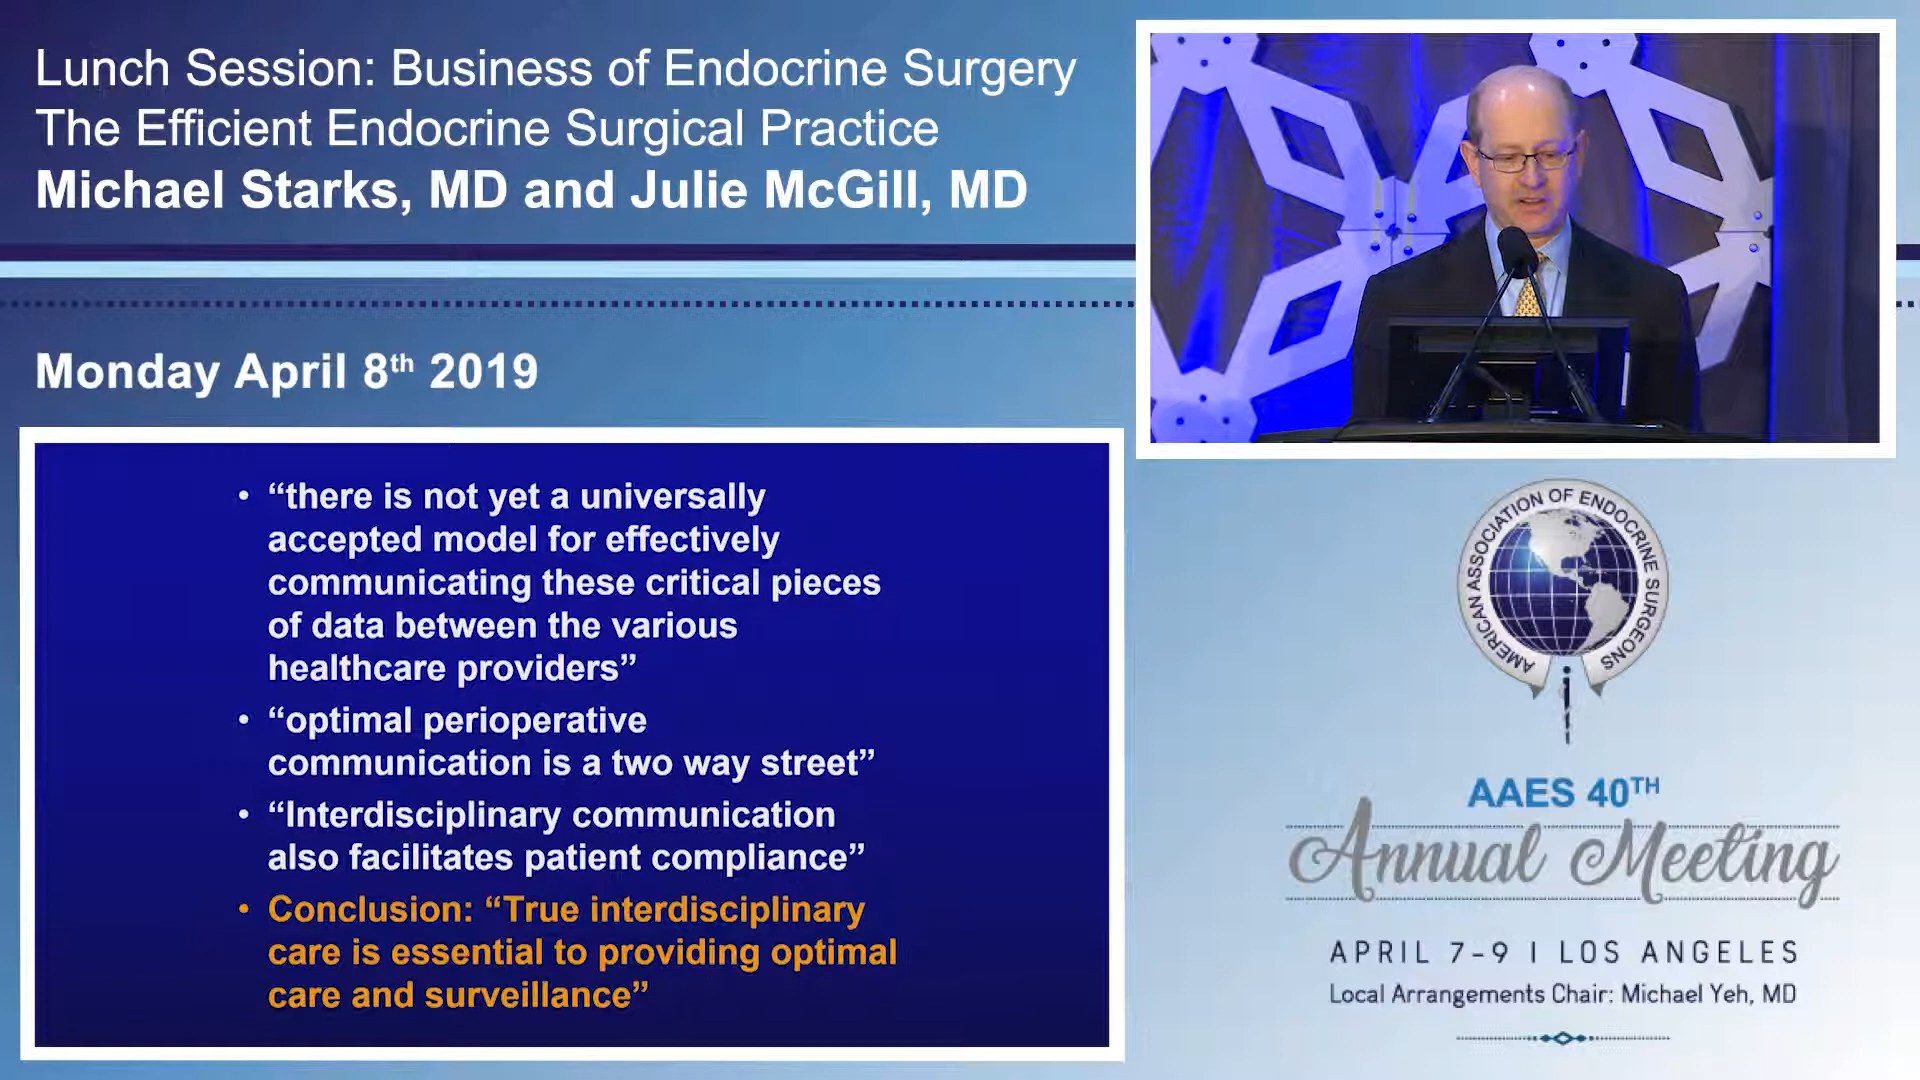 Lunch Session: Business of Endocrine Surgery
The Efficient Endocrine Surgical Practice
Michael Starks, MD and Julie McGill, MD
Monday April 8th 2019
• “there is not yet a universally
accepted model for effectively
communicating these critical pieces
of data between the various
healthcare providers”
• “optimal perioperative
communication is a two way street”
• “Interdisciplinary communication
also facilitates patient compliance”
• Conclusion: “True interdisciplinary
care is essential to providing optimal
care and surveillance”
AMERICAN ASSOCIATION OF ENDOCRINE SURGEONS
AAES 40TH
Annual Meeting
APRIL 7-9 | LOS ANGELES
Local Arrangements Chair: Michael Yeh, MD